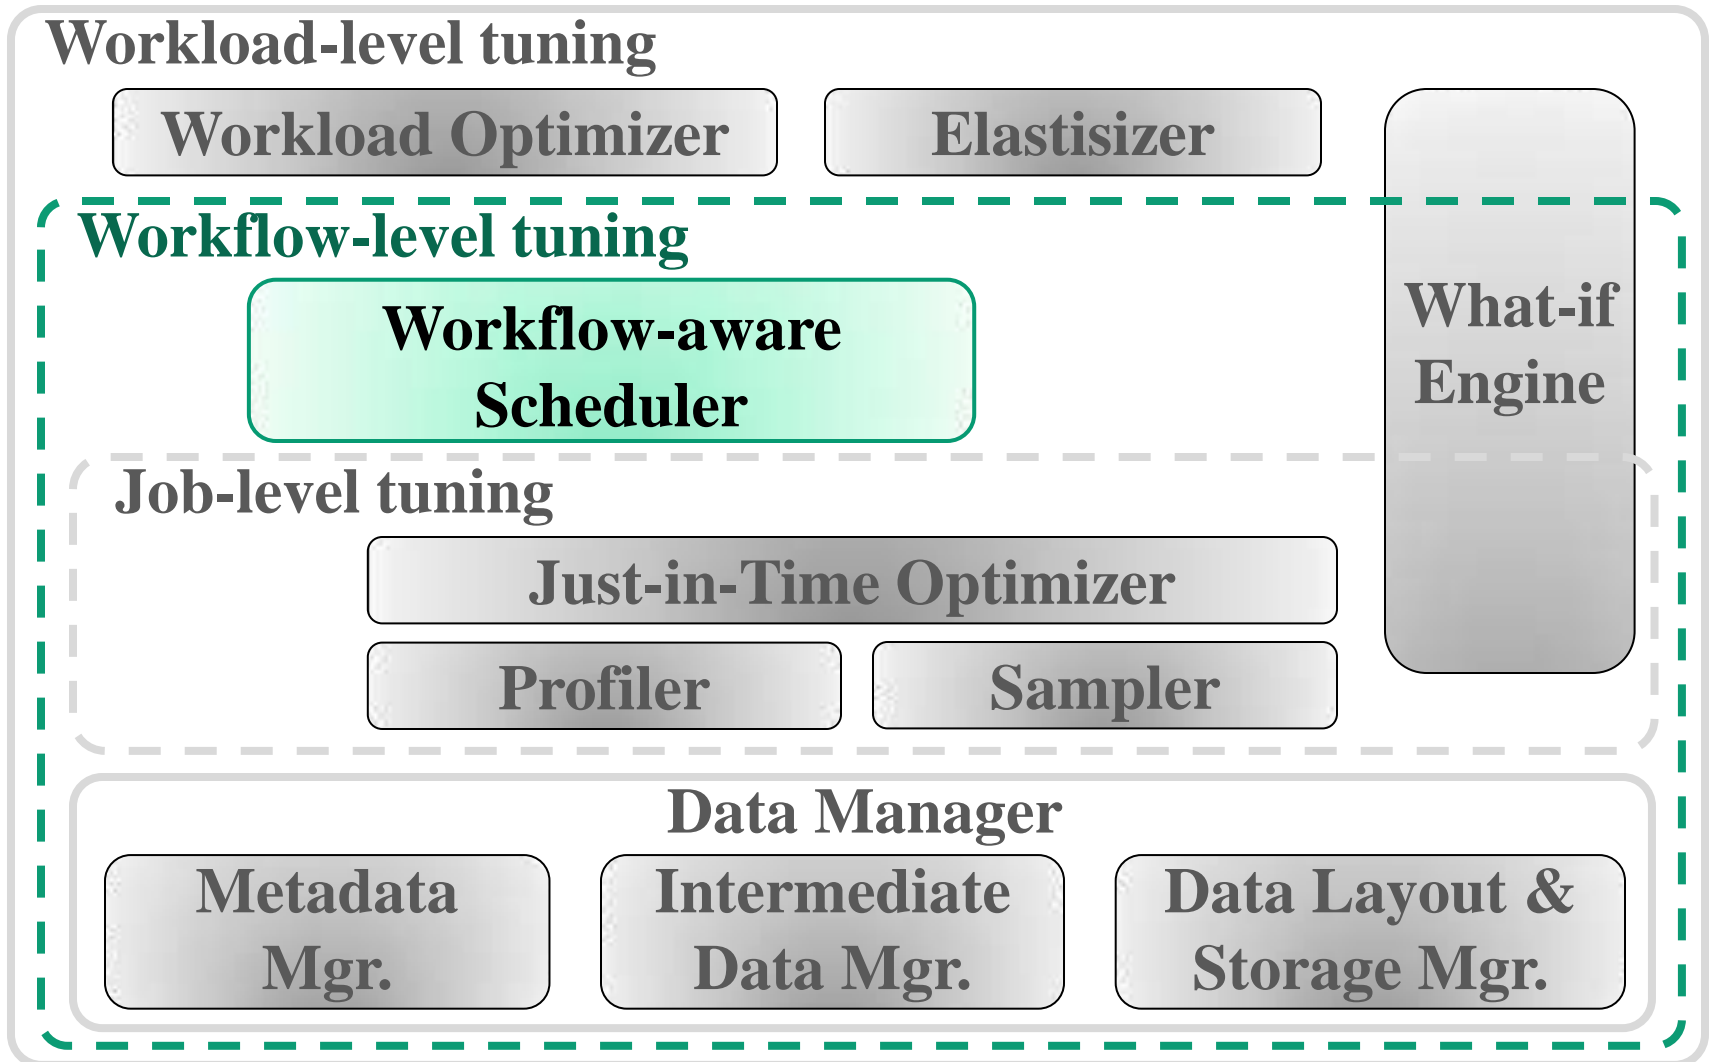 Workload-level tuning
Workload Optimizer
Elastisizer
Workflow-level tuning
Workflow-aware
Scheduler
What-if
Engine
Job-level tuning
Just-in-Time Optimizer
Profiler
Sampler
Data Manager
Metadata
Mgr.
Intermediate
Data Mgr.
Data Layout &
Storage Mgr.